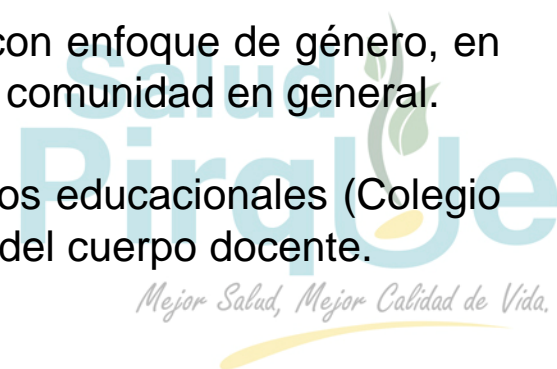 con enfoque de género, en
Salud
comunidad en general.
Pirque
os educacionales (Colegio
del cuerpo docente.
Mejor Salud, Mejor Calidad de Vida.